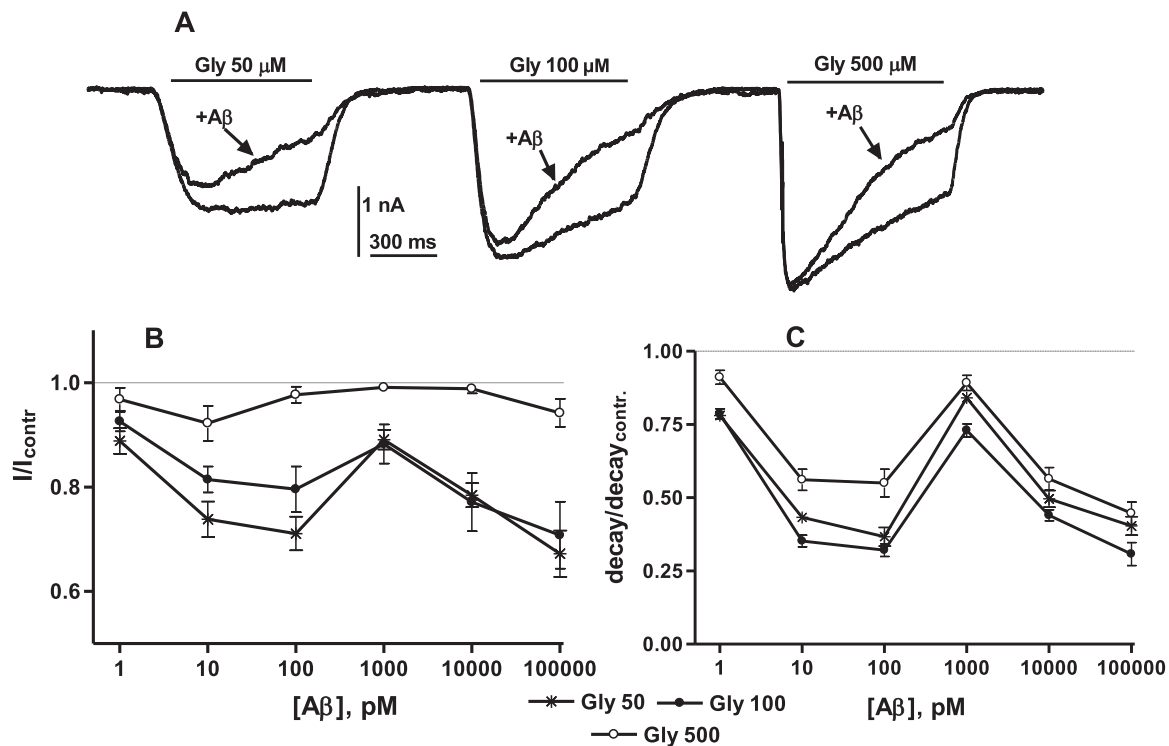 A
Gly 50 μM
Gly 100 μM
Gly 500 μM
+Aβ
+Aβ
+Aβ
1 nA
300 ms
B
I/Icontr
1.0
0.8
0.6
1 10 100 1000 10000 100000
[Aβ], pM
C
decay/decaycontr.
1.00
0.75
0.50
0.25
0.00
1 10 100 1000 10000 100000
[Aβ], pM
Gly 50 Gly 100
Gly 500